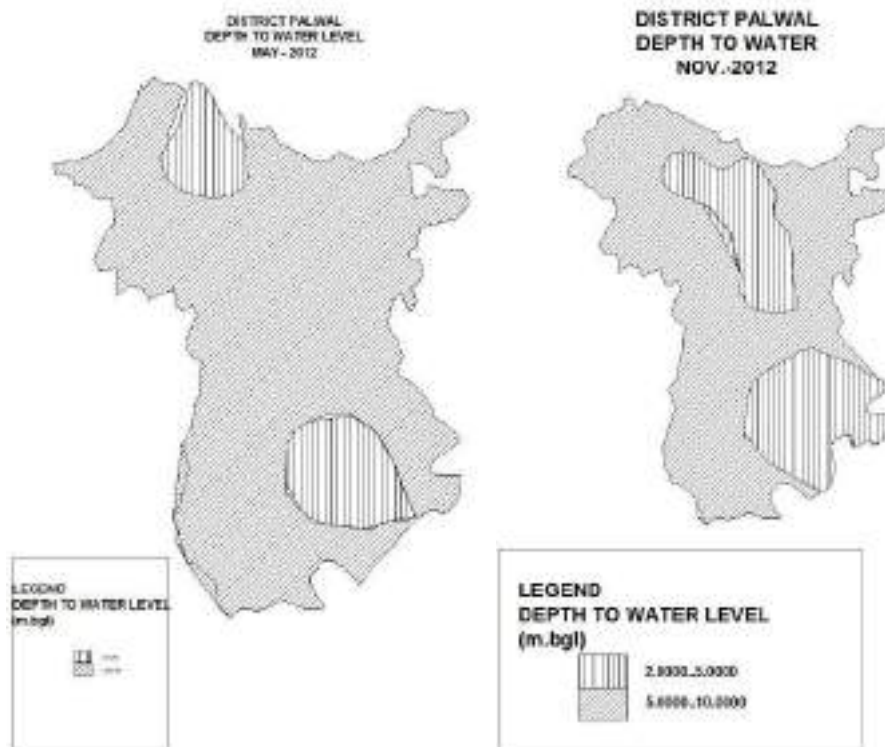 DISTRICT PALWAL
DEPTH TO WATER LEVEL
MAY - 2012
DISTRICT PALWAL
DEPTH TO WATER
NOV.-2012
LEGEND
DEPTH TO WATER LEVEL
(m.bgl)
LEGEND
DEPTH TO WATER LEVEL
(m.bgl)
2.0000..5.0000
5.0000..10.0000